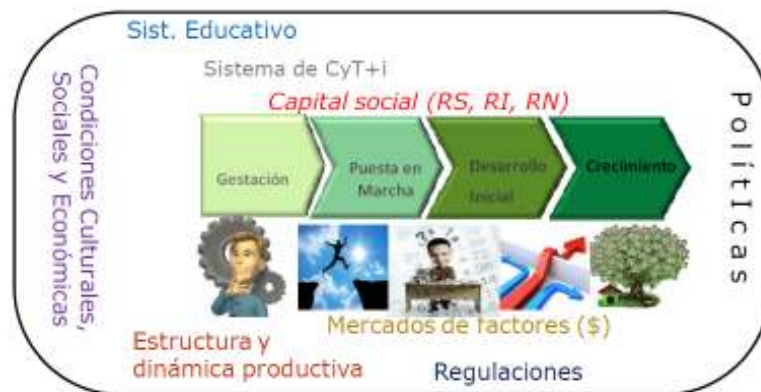 Sist. Educativo
Sistema de CyT+i
Capital social (RS, RI, RN)
Condiciones Culturales,
Sociales y Económicas
Gestación
Puesta en
Marcha
Desarrollo
Inicial
Crecimiento
PolítIcas
Mercados de factores ($)
Estructura y
dinámica productiva
Regulaciones